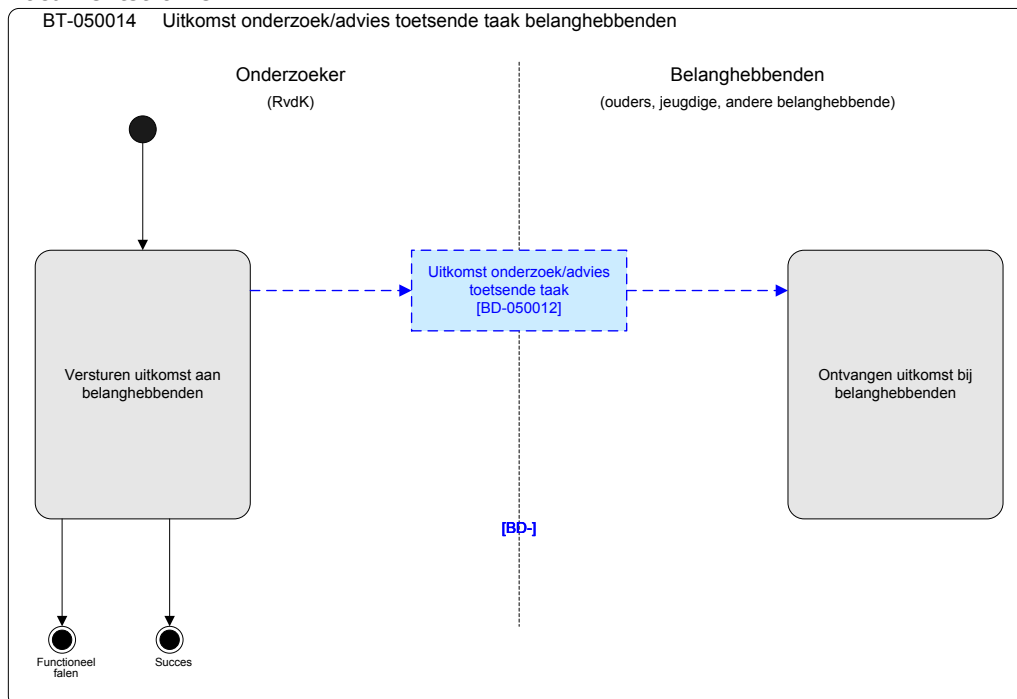 BT-050014 Uitkomst onderzoek/advies toetsende taak belanghebbenden
Onderzoeker
(RvdK)
Belanghebbenden
(ouders, jeugdige, andere belanghebbende)
Uitkomst onderzoek/advies
toetsende taak
[BD-050012]
Versturen uitkomst aan
belanghebbenden
Ontvangen uitkomst bij
belanghebbenden
[BD-]
Functioneel
falen
Succes